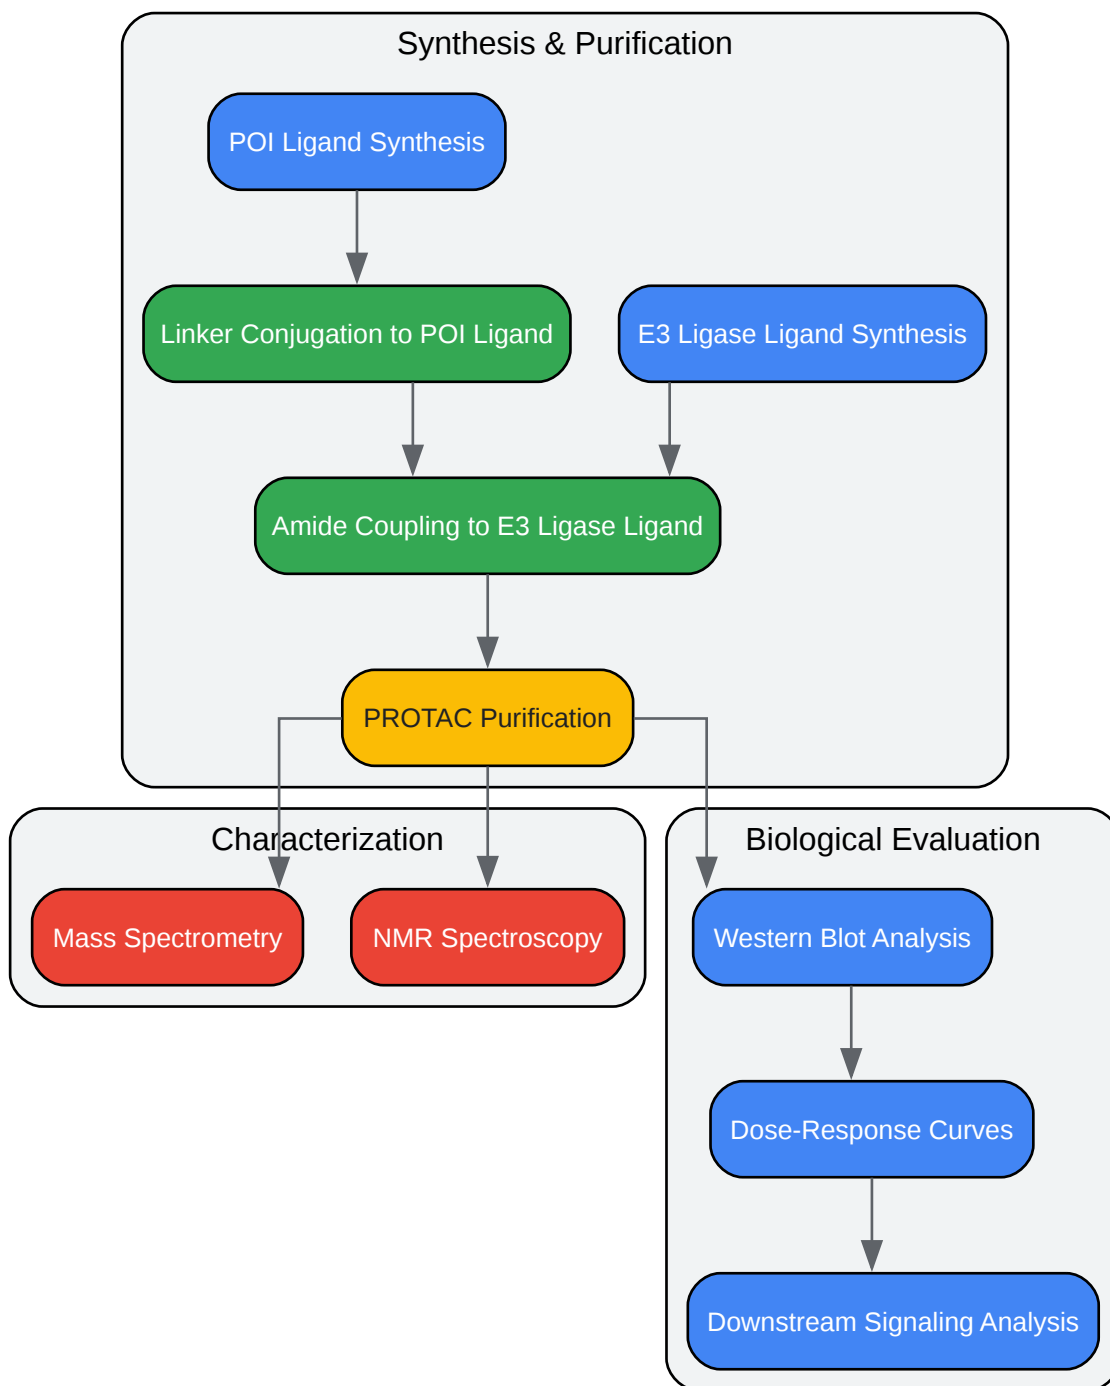 Synthesis & Purification
POI Ligand Synthesis
Linker Conjugation to POI Ligand
E3 Ligase Ligand Synthesis
Amide Coupling to E3 Ligase Ligand
PROTAC Purification
Characterization
Mass Spectrometry
NMR Spectroscopy
Biological Evaluation
Western Blot Analysis
Dose-Response Curves
Downstream Signaling Analysis